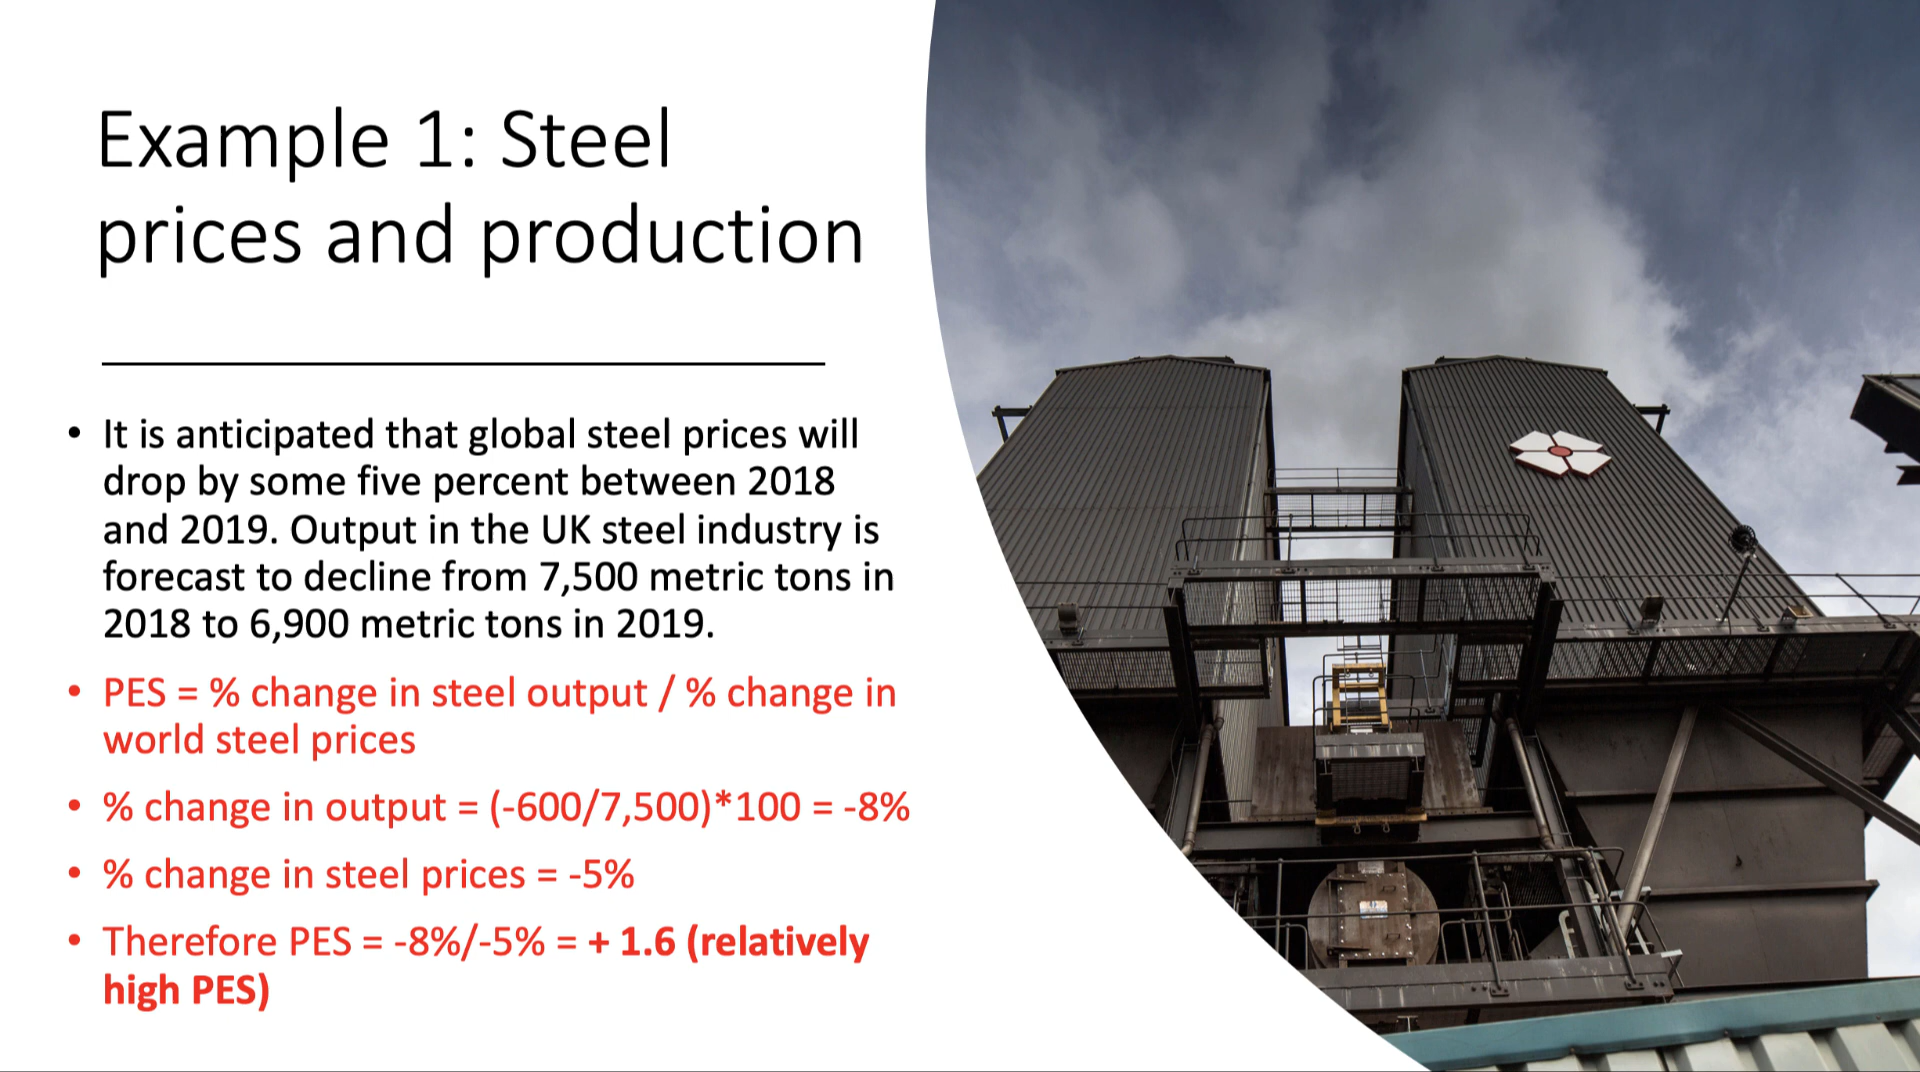 Example 1: Steel
prices and production
• It is anticipated that global steel prices will
drop by some five percent between 2018
and 2019. Output in the UK steel industry is
forecast to decline from 7,500 metric tons in
2018 to 6,900 metric tons in 2019.
• PES = % change in steel output / % change in
world steel prices
• % change in output = (-600/7,500)*100 = -8%
• % change in steel prices = -5%
• Therefore PES = -8%/-5% = + 1.6 (relatively
high PES)